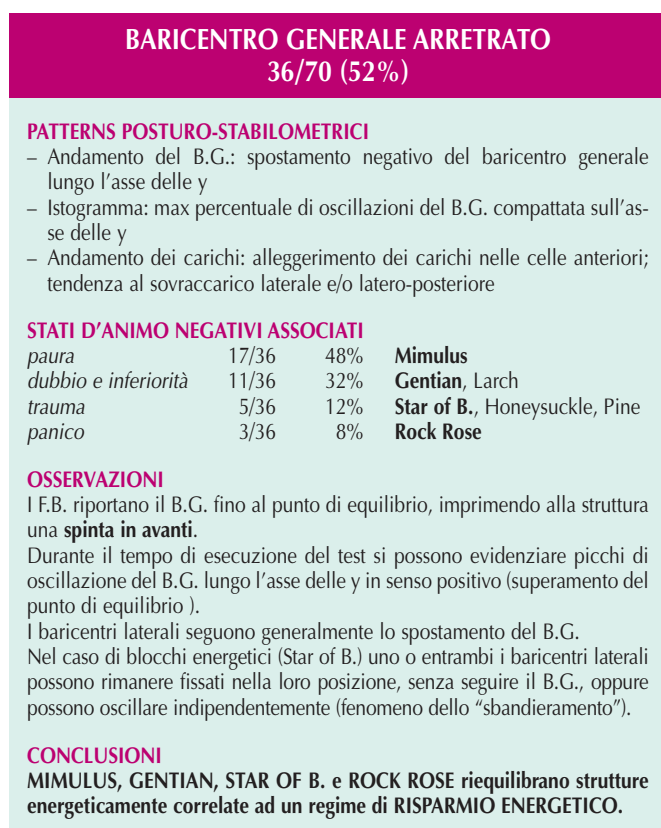 BARICENTRO GENERALE ARRETRATO
36/70 (52%)
PATTERNS POSTURO-STABILOMETRICI
– Andamento del B.G.: spostamento negativo del baricentro generale
lungo l'asse delle y
– Istogramma: max percentuale di oscillazioni del B.G. compattata sull'as-
se delle y
– Andamento dei carichi: alleggerimento dei carichi nelle celle anteriori;
tendenza al sovraccarico laterale e/o latero-posteriore
STATI D'ANIMO NEGATIVI ASSOCIATI
paura 17/36 48% Mimulus
dubbio e inferiorità 11/36 32% Gentian, Larch
trauma 5/36 12% Star of B., Honeysuckle, Pine
panico 3/36 8% Rock Rose
OSSERVAZIONI
I F.B. riportano il B.G. fino al punto di equilibrio, imprimendo alla struttura
una spinta in avanti.
Durante il tempo di esecuzione del test si possono evidenziare picchi di
oscillazione del B.G. lungo l'asse delle y in senso positivo (superamento del
punto di equilibrio ).
I baricentri laterali seguono generalmente lo spostamento del B.G.
Nel caso di blocchi energetici (Star of B.) uno o entrambi i baricentri laterali
possono rimanere fissati nella loro posizione, senza seguire il B.G., oppure
possono oscillare indipendentemente (fenomeno dello "sbandieramento").
CONCLUSIONI
MIMULUS, GENTIAN, STAR OF B. e ROCK ROSE riequilibrano strutture
energeticamente correlate ad un regime di RISPARMIO ENERGETICO.